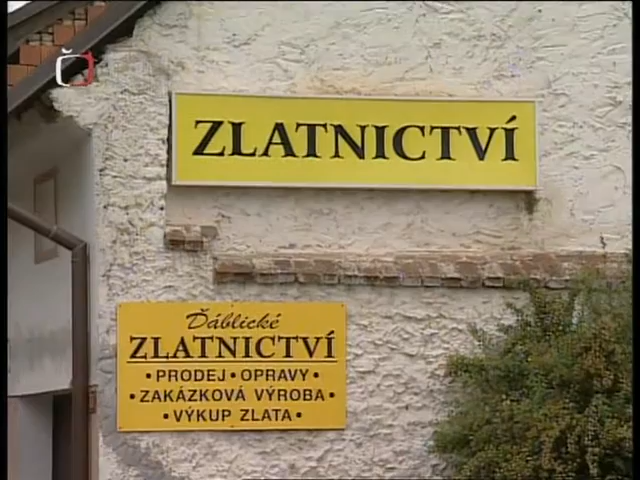 ZLATNICTVÍ
Ďáblické
ZLATNICTVÍ
•PRODEJ•OPRAVY•
•ZAKÁZKOVÁ VÝROBA•
•VÝKUP ZLATA•